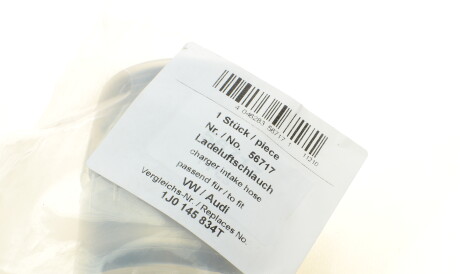 1 Stück / piece
Nr. / No. 56717
Ladeluftschlauch
charger intake hose
passend für / to fit
VW / Audi
Vergleichs-Nr. / Replaces No.
1J0 145 834T